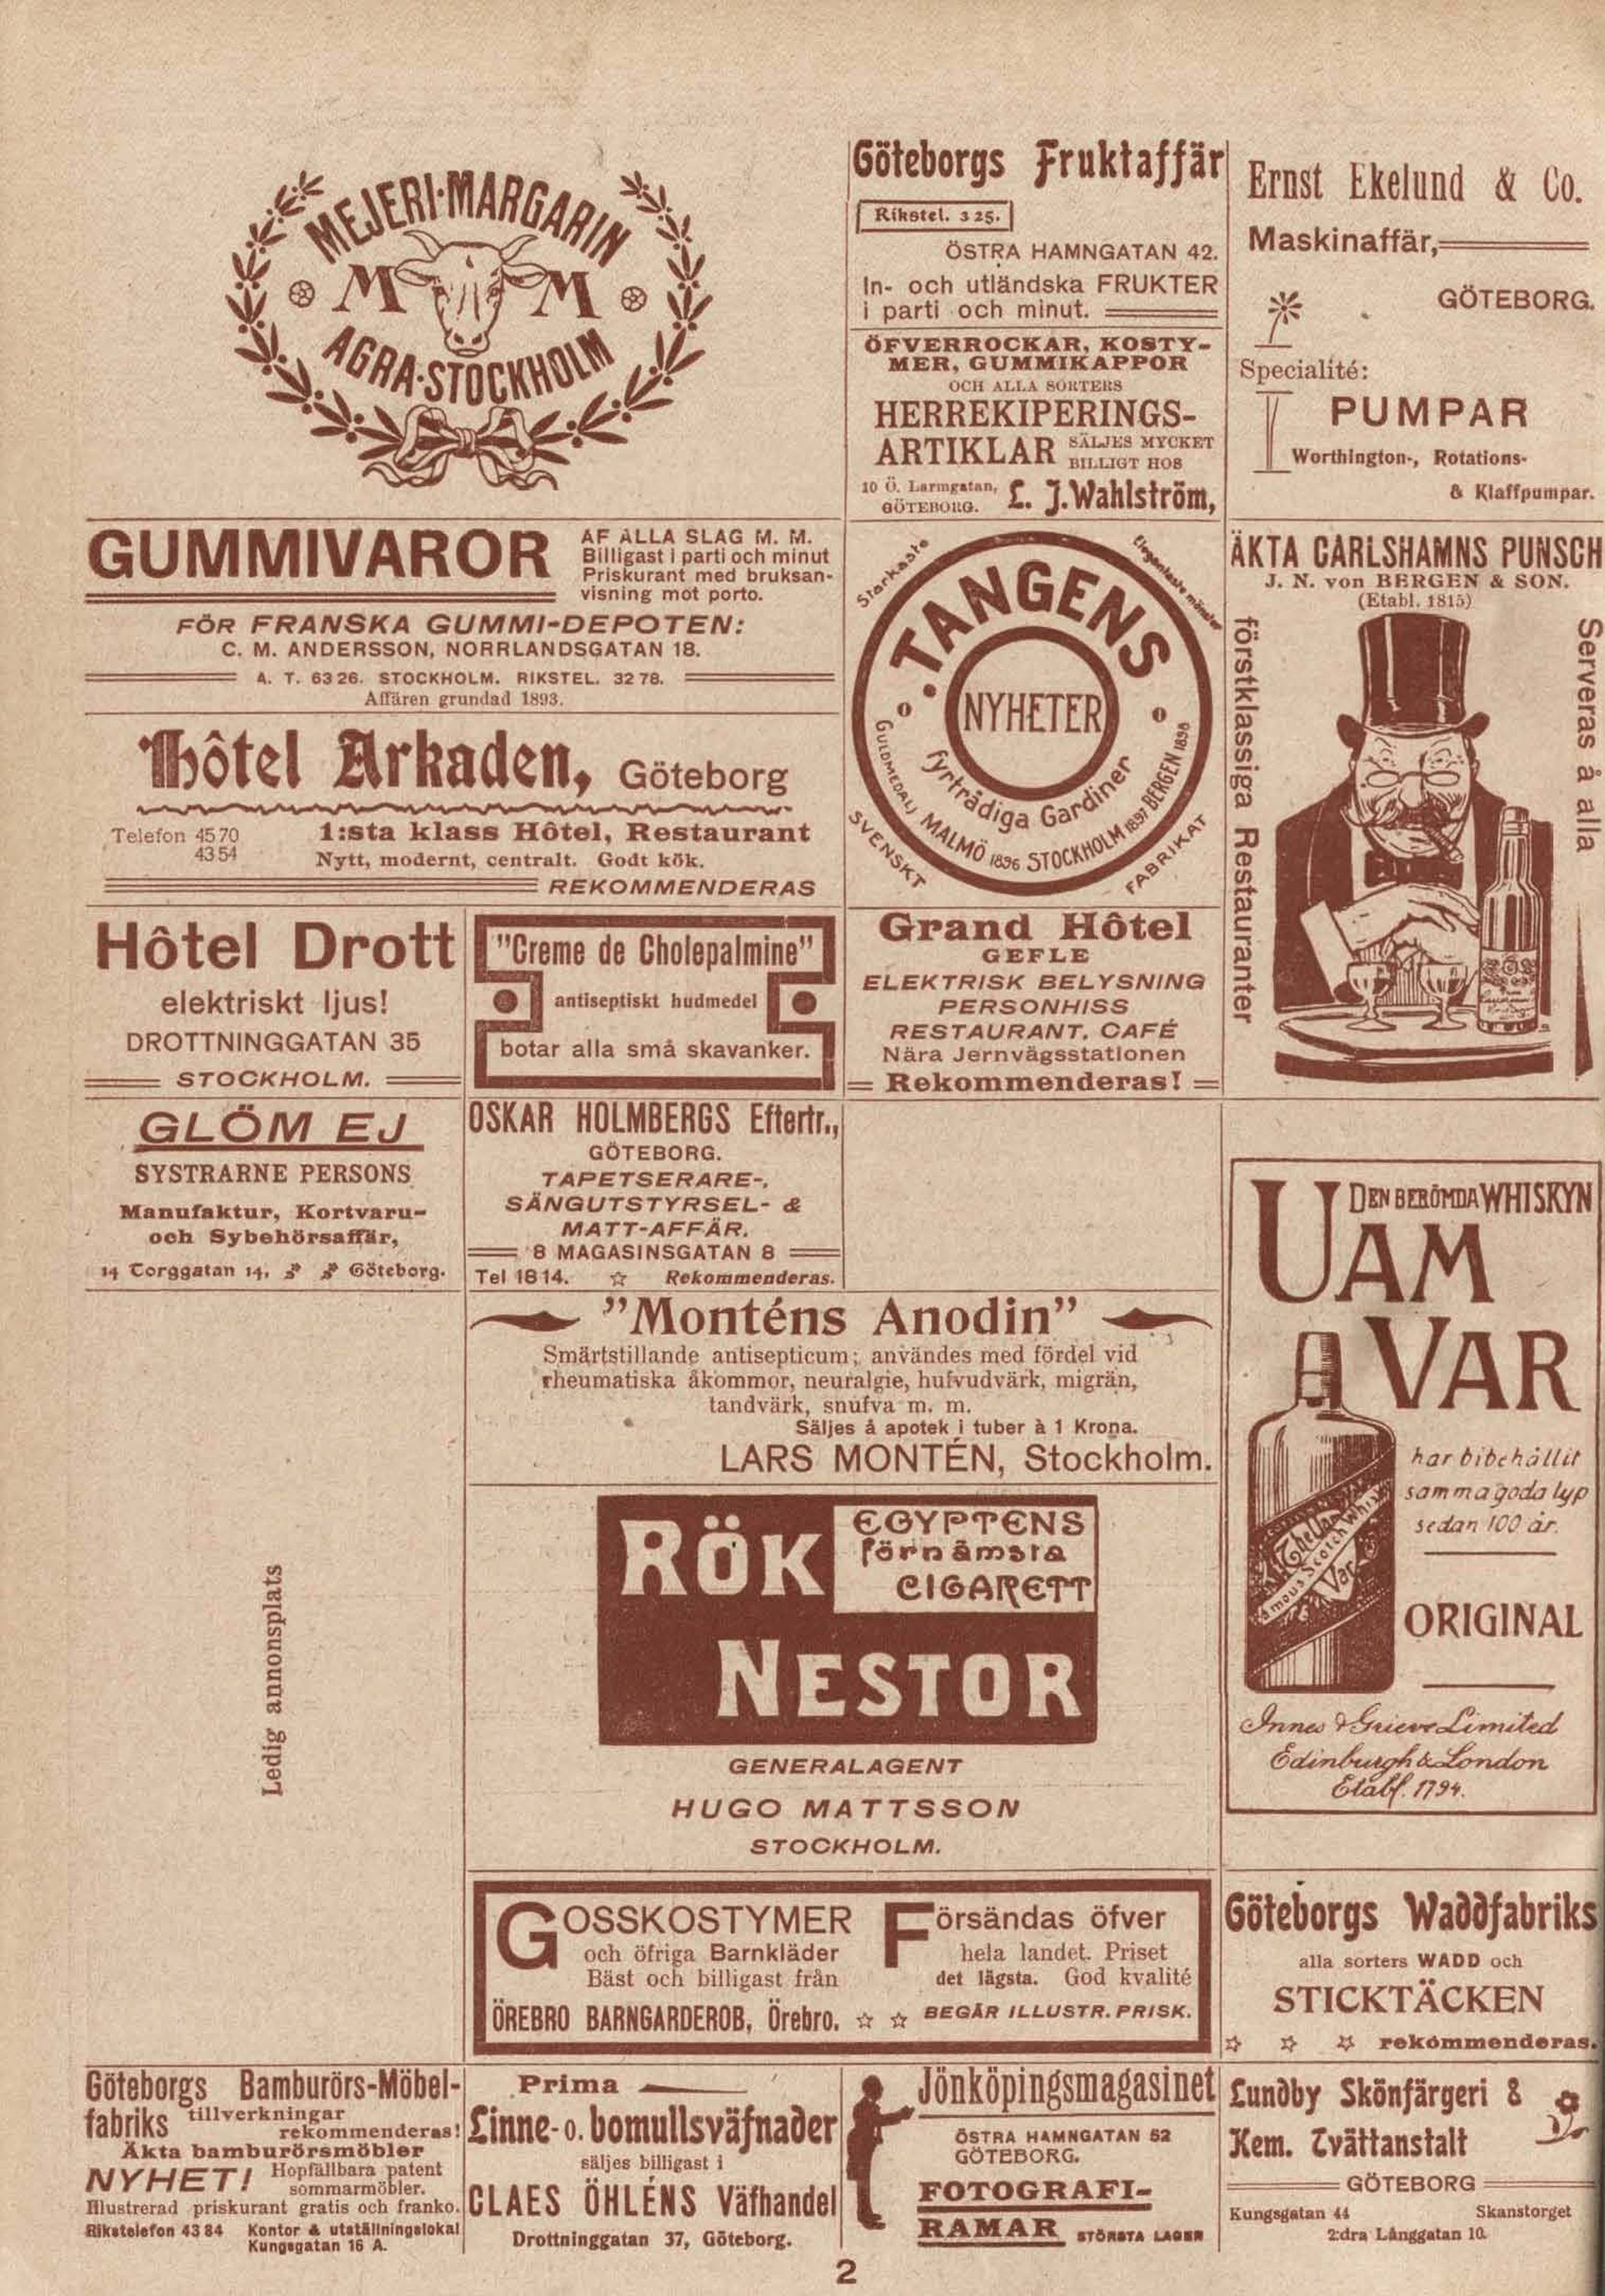 MEJERI-MARGARIN
M M
AGRA-STOCKHOLM
Göteborgs Fruktaffär
Rikstel. 325.
ÖSTRA HAMNGATAN 42.
In- och utländska FRUKTER
i parti och minut.
ÖFVERROCKAR, KOSTY-
MER, GUMMIKAPPOR
OCH ALLA SORTERS
HERREKIPERINGS-
ARTIKLAR SÄLJES MYCKET
BILLIGT HOS
10 Ö. Larmgatan,
GÖTEBORG.
L. J. Wahlström,
Ernst Ekelund & Co.
Maskinaffär,
GÖTEBORG.
Specialité:
PUMPAR
Worthington-, Rotations-
& Klaffpumpar.
GUMMIVAROR
AF ALLA SLAG M. M.
Billigast i parti och minut
Priskurant med bruksan-
visning mot porto.
FÖR FRANSKA GUMMI-DEPOTEN:
C. M. ANDERSSON, NORRLANDSGATAN 18.
A. T. 63 26. STOCKHOLM. RIKSTEL. 32 78.
Affären grundad 1893.
Starkaste
Elegantaste mönster
TANGENS
NYHETER
fyrtrådiga Gardiner
GULDMEDALJ MALMÖ 1896 STOCKHOLM 1897 BERGEN 1898
SVENSKT FABRIKAT
ÄKTA CARLSHAMNS PUNSCH
J. N. von BERGEN & SON.
(Etabl. 1815)
Serveras å alla
förstklassiga Restauranter
Hôtel Arkaden, Göteborg
Telefon 45 70
43 54
1:sta klass Hôtel, Restaurant
Nytt, modernt, centralt. Godt kök.
REKOMMENDERAS
Hôtel Drott
elektriskt ljus!
DROTTNINGGATAN 35
STOCKHOLM.
"Creme de Cholepalmine"
antiseptiskt hudmedel
botar alla små skavanker.
Grand Hôtel
GEFLE
ELEKTRISK BELYSNING
PERSONHISS
RESTAURANT, CAFÉ
Nära Jernvägsstationen
Rekommenderas!
GLÖM EJ
SYSTRARNE PERSONS
Manufaktur, Kortvaru-
och Sybehörsaffär,
14 Torggatan 14, Göteborg.
OSKAR HOLMBERGS Eftertr.,
GÖTEBORG.
TAPETSERARE-,
SÄNGUTSTYRSEL- &
MATT-AFFÄR.
8 MAGASINSGATAN 8
Tel 1814. ☆ Rekommenderas.
"Monténs Anodin"
Smärtstillande antisepticum; användes med fördel vid
rheumatiska åkommor, neuralgie, hufvudvärk, migrän,
tandvärk, snufva m. m.
Säljes å apotek i tuber à 1 Krona.
LARS MONTÉN, Stockholm.
DEN BERÖMDA WHISKYN
UAM
VAR
har bibehållit
samma goda typ
sedan 100 år.
The Uam
Famous Scotch Whisky
Var
ORIGINAL
Innes & Grieve Limited
Edinburgh & London
Etabl. 1794.
Ledig annonsplats
RÖK
EGYPTENS
förnämsta
CIGARETT
NESTOR
GENERALAGENT
HUGO MATTSSON
STOCKHOLM.
GOSSKOSTYMER
och öfriga Barnkläder
Bäst och billigast från
Försändas öfver
hela landet. Priset
det lägsta. God kvalité
ÖREBRO BARNGARDEROB, Örebro. ☆ ☆ BEGÄR ILLUSTR. PRISK.
Göteborgs Waddfabriks
alla sorters WADD och
STICKTÄCKEN
☆ ☆ ☆ rekommenderas.
Göteborgs Bamburörs-Möbel-
fabriks tillverkningar
rekommenderas!
Äkta bamburörsmöbler
NYHET! Hopfällbara patent
sommarmöbler.
Illustrerad priskurant gratis och franko.
Rikstelefon 43 84 Kontor & utställningslokal
Kungsgatan 16 A.
Prima
Linne- o. bomullsväfnader
säljes billigast i
CLAES ÖHLÉNS Väfhandel
Drottninggatan 37, Göteborg.
Jönköpingsmagasinet
ÖSTRA HAMNGATAN 52
GÖTEBORG.
FOTOGRAFI-
RAMAR STÖRSTA LAGER
Lundby Skönfärgeri &
Kem. Tvättanstalt
GÖTEBORG
Kungsgatan 44 Skanstorget
2:dra Långgatan 10.
2